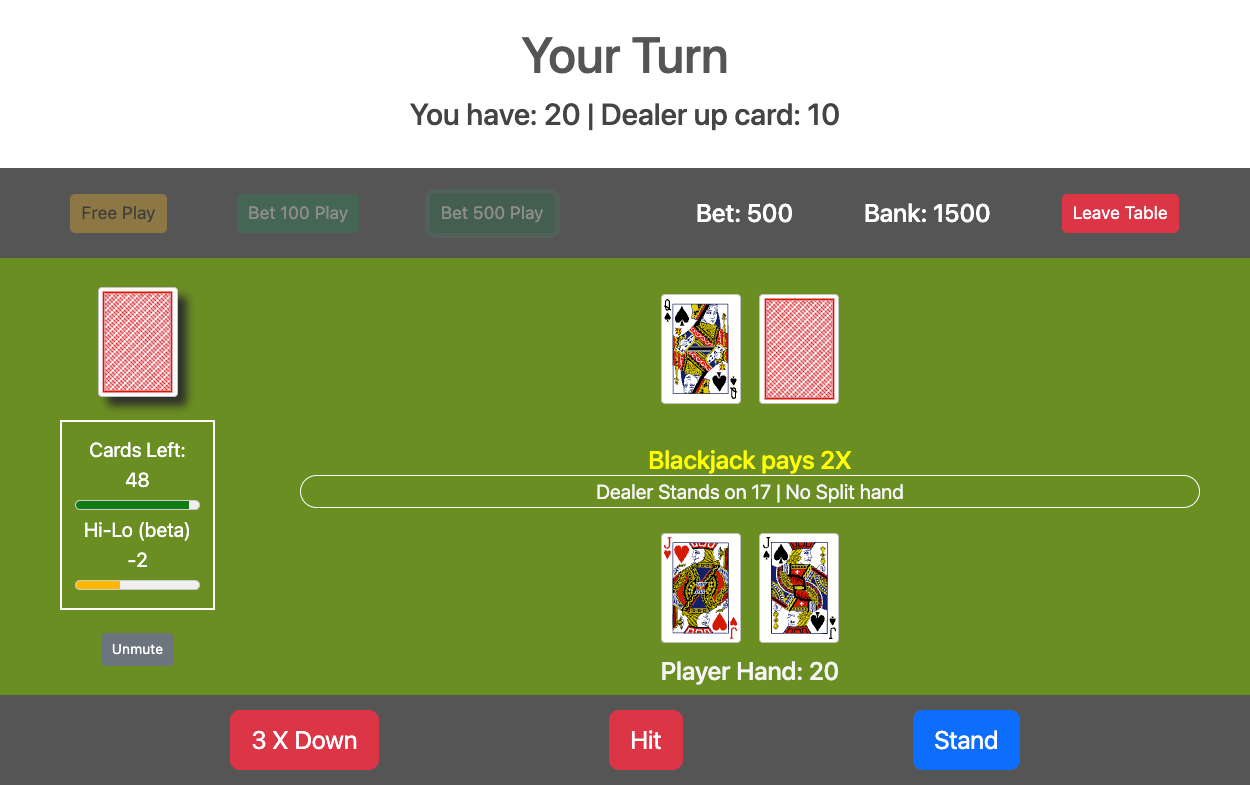 Your Turn
You have: 20 | Dealer up card: 10
Free Play
Bet 100 Play
Bet 500 Play
Bet: 500
Bank: 1500
Leave Table
Q
Q
Cards Left:
48
Hi-Lo (beta)
-2
Unmute
Blackjack pays 2X
Dealer Stands on 17 | No Split hand
J
J
J
J
Player Hand: 20
3 X Down
Hit
Stand